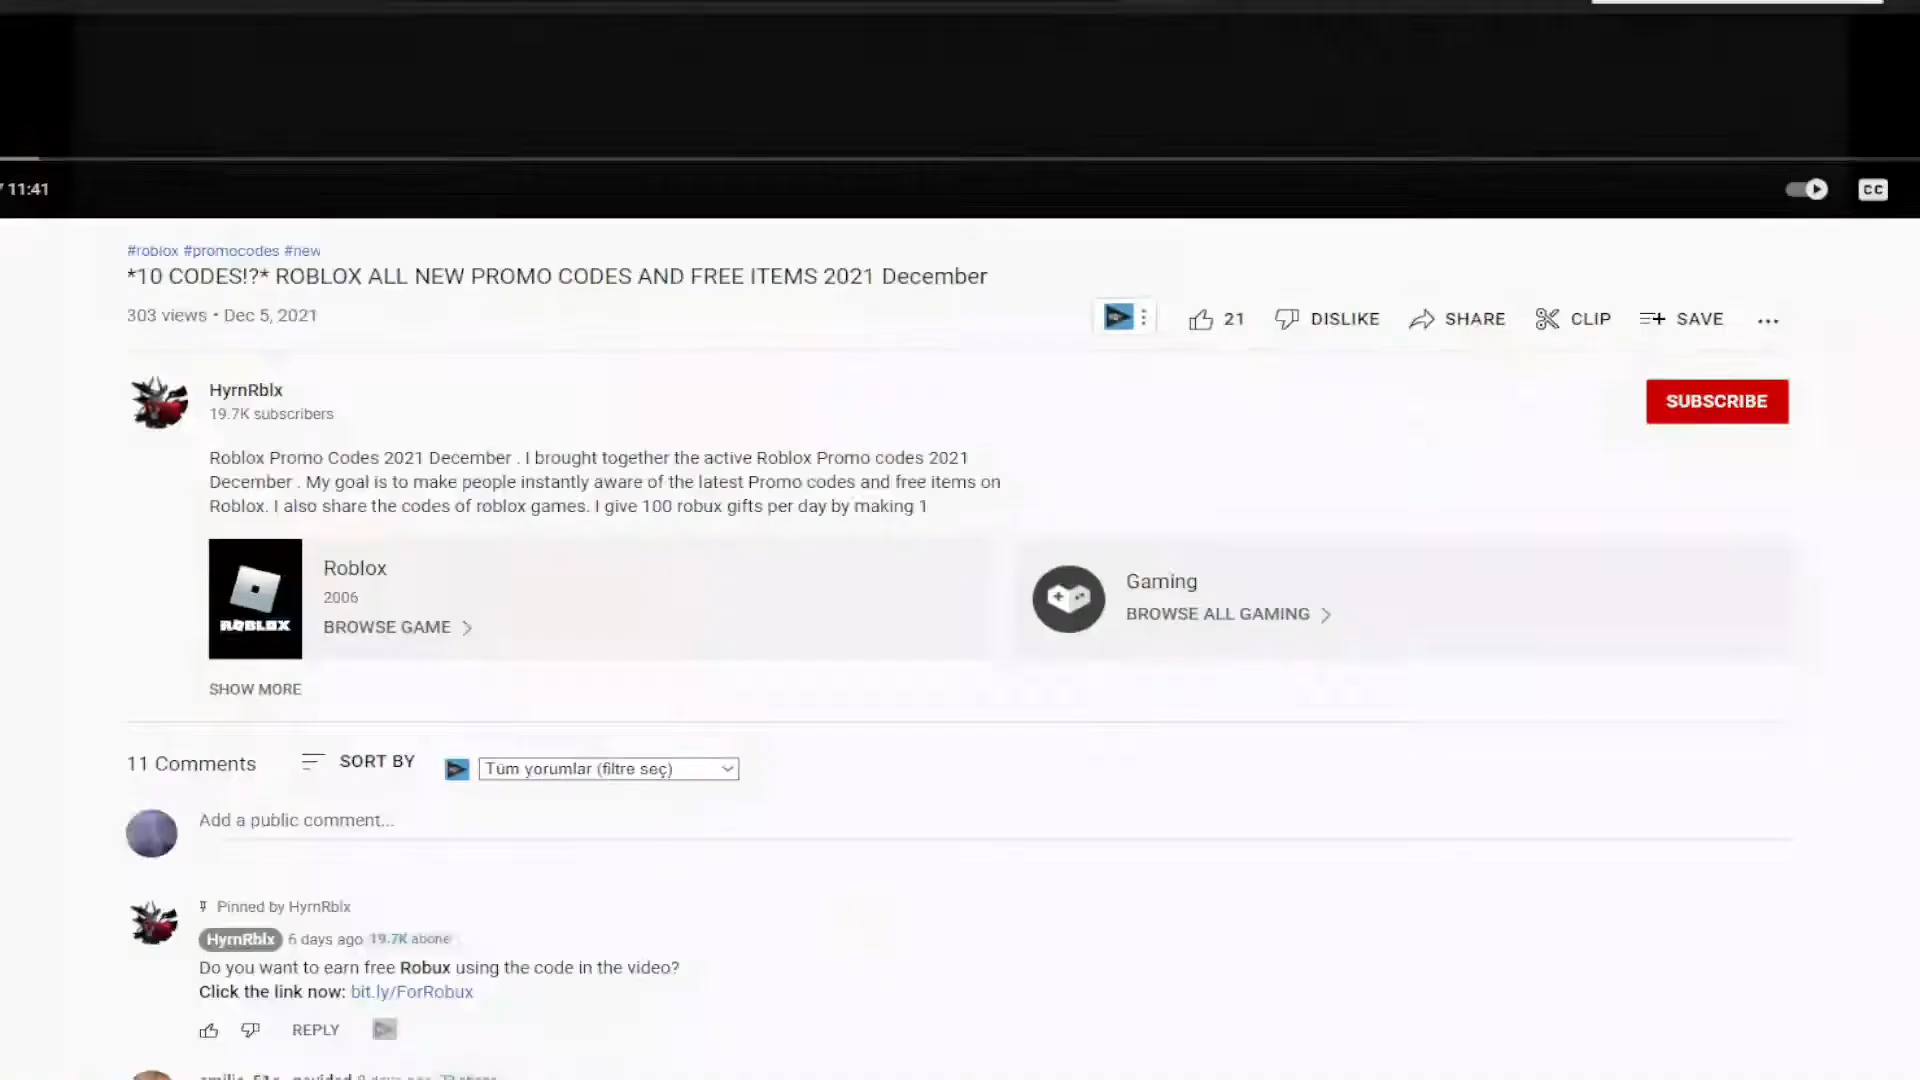 / 11:41
CC
#roblox #promocodes #new
*10 CODES!?* ROBLOX ALL NEW PROMO CODES AND FREE ITEMS 2021 December
303 views • Dec 5, 2021
21 DISLIKE SHARE CLIP SAVE ...
HyrnRblx
19.7K subscribers
SUBSCRIBE
Roblox Promo Codes 2021 December . I brought together the active Roblox Promo codes 2021
December . My goal is to make people instantly aware of the latest Promo codes and free items on
Roblox. I also share the codes of roblox games. I give 100 robux gifts per day by making 1
ROBLOX
Roblox
2006
BROWSE GAME
Gaming
BROWSE ALL GAMING
SHOW MORE
11 Comments SORT BY Tüm yorumlar (filtre seç)
Add a public comment...
Pinned by HyrnRblx
HyrnRblx 6 days ago 19.7K abone
Do you want to earn free Robux using the code in the video?
Click the link now: bit.ly/ForRobux
REPLY